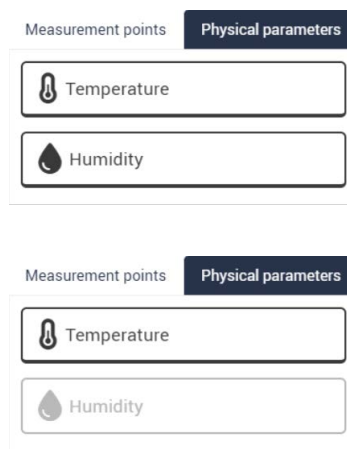 Measurement points Physical parameters
Temperature
Humidity
Measurement points Physical parameters
Temperature
Humidity